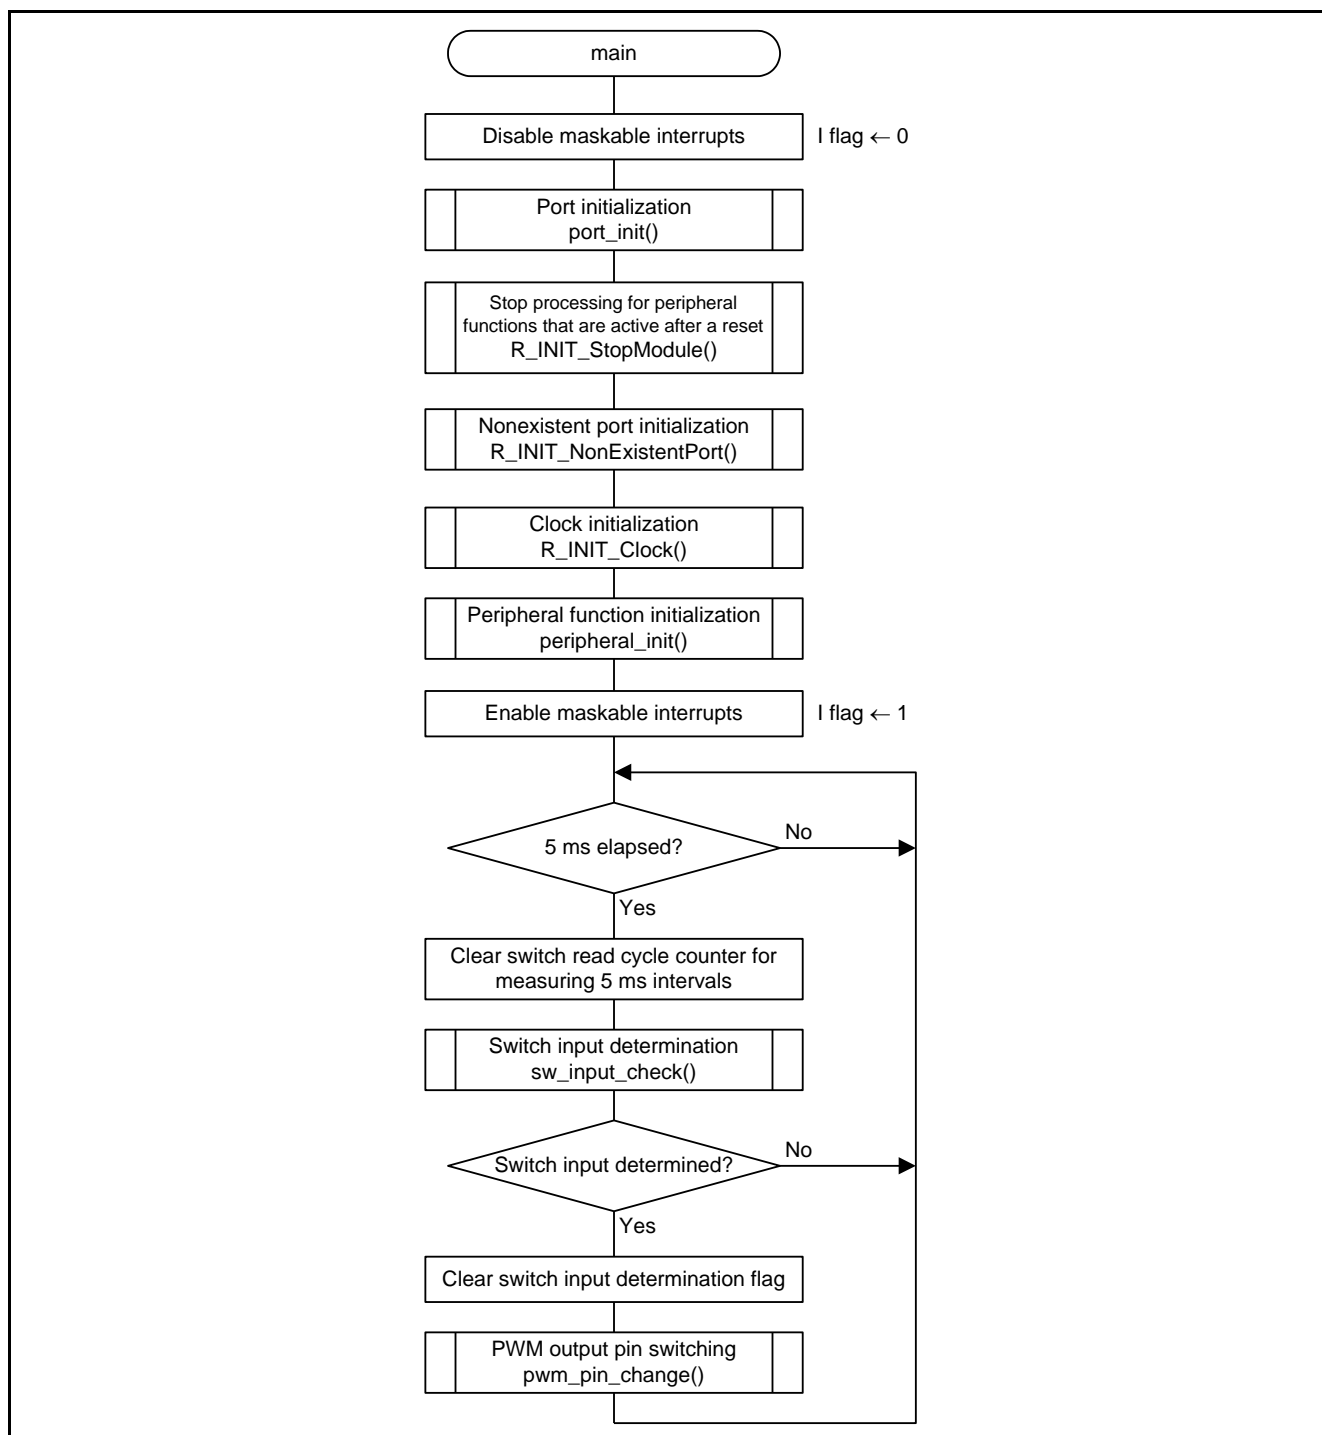 main
Disable maskable interrupts
I flag ← 0
Port initialization
port_init()
Stop processing for peripheral
functions that are active after a reset
R_INIT_StopModule()
Nonexistent port initialization
R_INIT_NonExistentPort()
Clock initialization
R_INIT_Clock()
Peripheral function initialization
peripheral_init()
Enable maskable interrupts
I flag ← 1
5 ms elapsed?
No
Yes
Clear switch read cycle counter for
measuring 5 ms intervals
Switch input determination
sw_input_check()
Switch input determined?
No
Yes
Clear switch input determination flag
PWM output pin switching
pwm_pin_change()